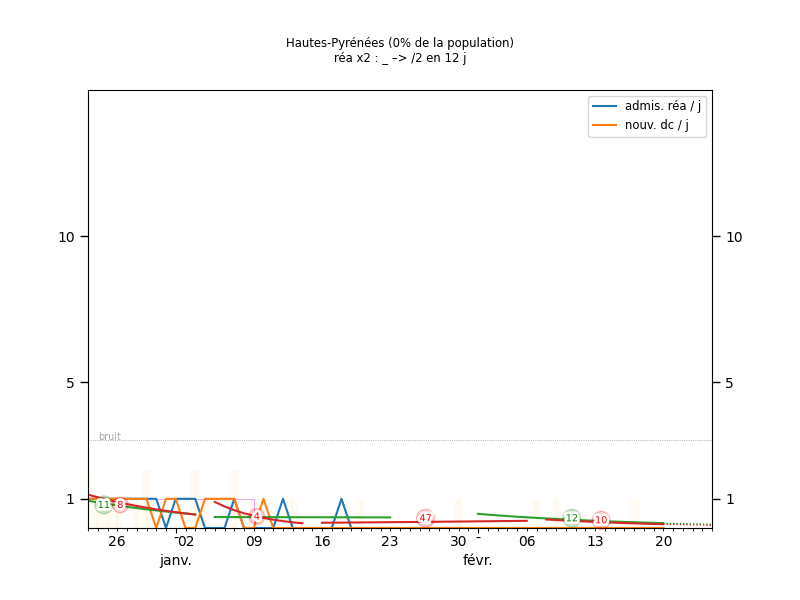 Hautes-Pyrénées (0% de la population)
réa x2 : _ –> /2 en 12 j
admis. réa / j
nouv. dc / j
10 10
5 5
bruit
1 1
11 8 4 47 12 10
26 02 09 16 23 30 06 13 20
janv. févr.